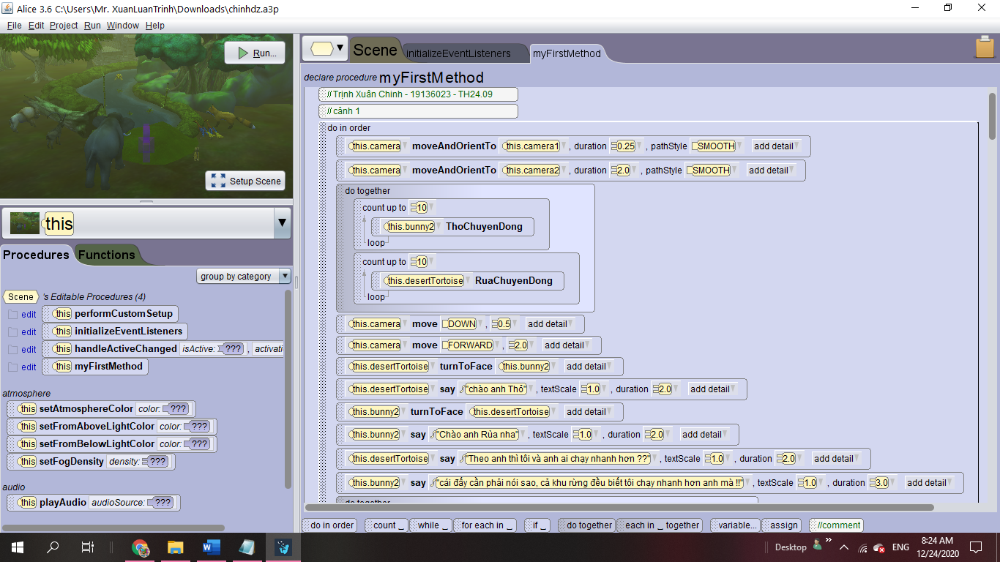 Alice 3.6 C:\Users\Mr. XuanLuanTrinh\Downloads\chinhdz.a3p
File Edit Project Run Window Help
Run...
Setup Scene
this
Procedures Functions
group by category
Scene 's Editable Procedures (4)
edit this performCustomSetup
edit this initializeEventListeners
edit this handleActiveChanged isActive: ??? , activati
edit this myFirstMethod
atmosphere
this setAtmosphereColor color: ???
this setFromAboveLightColor color: ???
this setFromBelowLightColor color: ???
this setFogDensity density: ???
audio
this playAudio audioSource: ???
Scene initializeEventListeners myFirstMethod
declare procedure myFirstMethod
// Trịnh Xuân Chinh - 19136023 - TH24.09
// cảnh 1
do in order
this.camera moveAndOrientTo this.camera1 , duration 0.25 , pathStyle SMOOTH add detail
this.camera moveAndOrientTo this.camera2 , duration 2.0 , pathStyle SMOOTH add detail
do together
count up to 10
this.bunny2 ThoChuyenDong
loop
count up to 10
this.desertTortoise RuaChuyenDong
loop
this.camera move DOWN , 0.5 add detail
this.camera move FORWARD , 2.0 add detail
this.desertTortoise turnToFace this.bunny2 add detail
this.desertTortoise say "chào anh Thỏ" , textScale 1.0 , duration 2.0 add detail
this.bunny2 turnToFace this.desertTortoise add detail
this.bunny2 say "Chào anh Rùa nha" , textScale 1.0 , duration 2.0 add detail
this.desertTortoise say "Theo anh thì tôi và anh ai chạy nhanh hơn ??" , textScale 1.0 , duration 2.0 add detail
this.bunny2 say "cái đấy cần phải nói sao, cả khu rừng đều biết tôi chạy nhanh hơn anh mà !!" , textScale 1.0 , duration 3.0 add detail
do together
do in order count _ while _ for each in _ if _ do together each in _ together variable... assign //comment
Desktop ENG 8:24 AM
12/24/2020